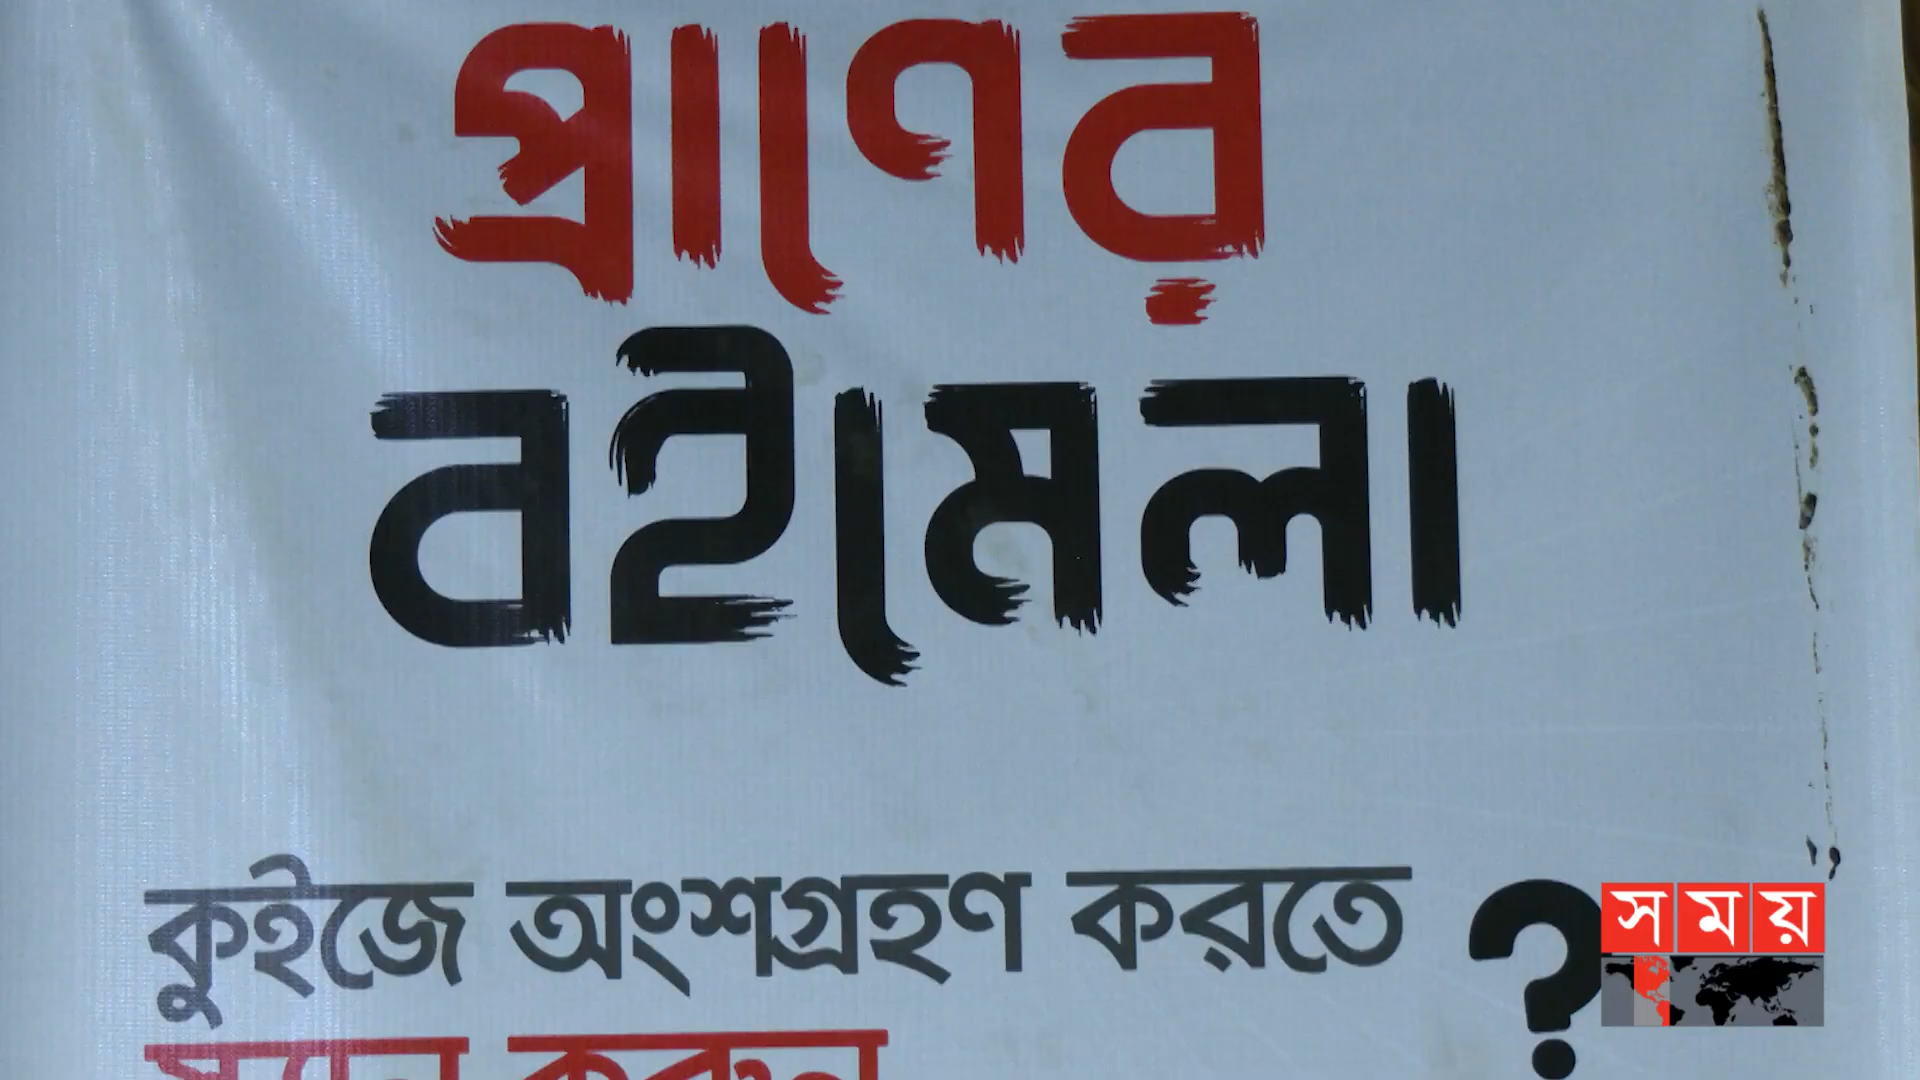 প্রাণের
বইমেলা
কুইজে অংশগ্রহণ করতে ?
সময়